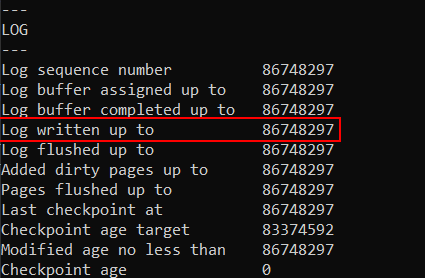 ---
LOG
---
Log sequence number 86748297
Log buffer assigned up to 86748297
Log buffer completed up to 86748297
Log written up to 86748297
Log flushed up to 86748297
Added dirty pages up to 86748297
Pages flushed up to 86748297
Last checkpoint at 86748297
Checkpoint age target 83374592
Modified age no less than 86748297
Checkpoint age 0